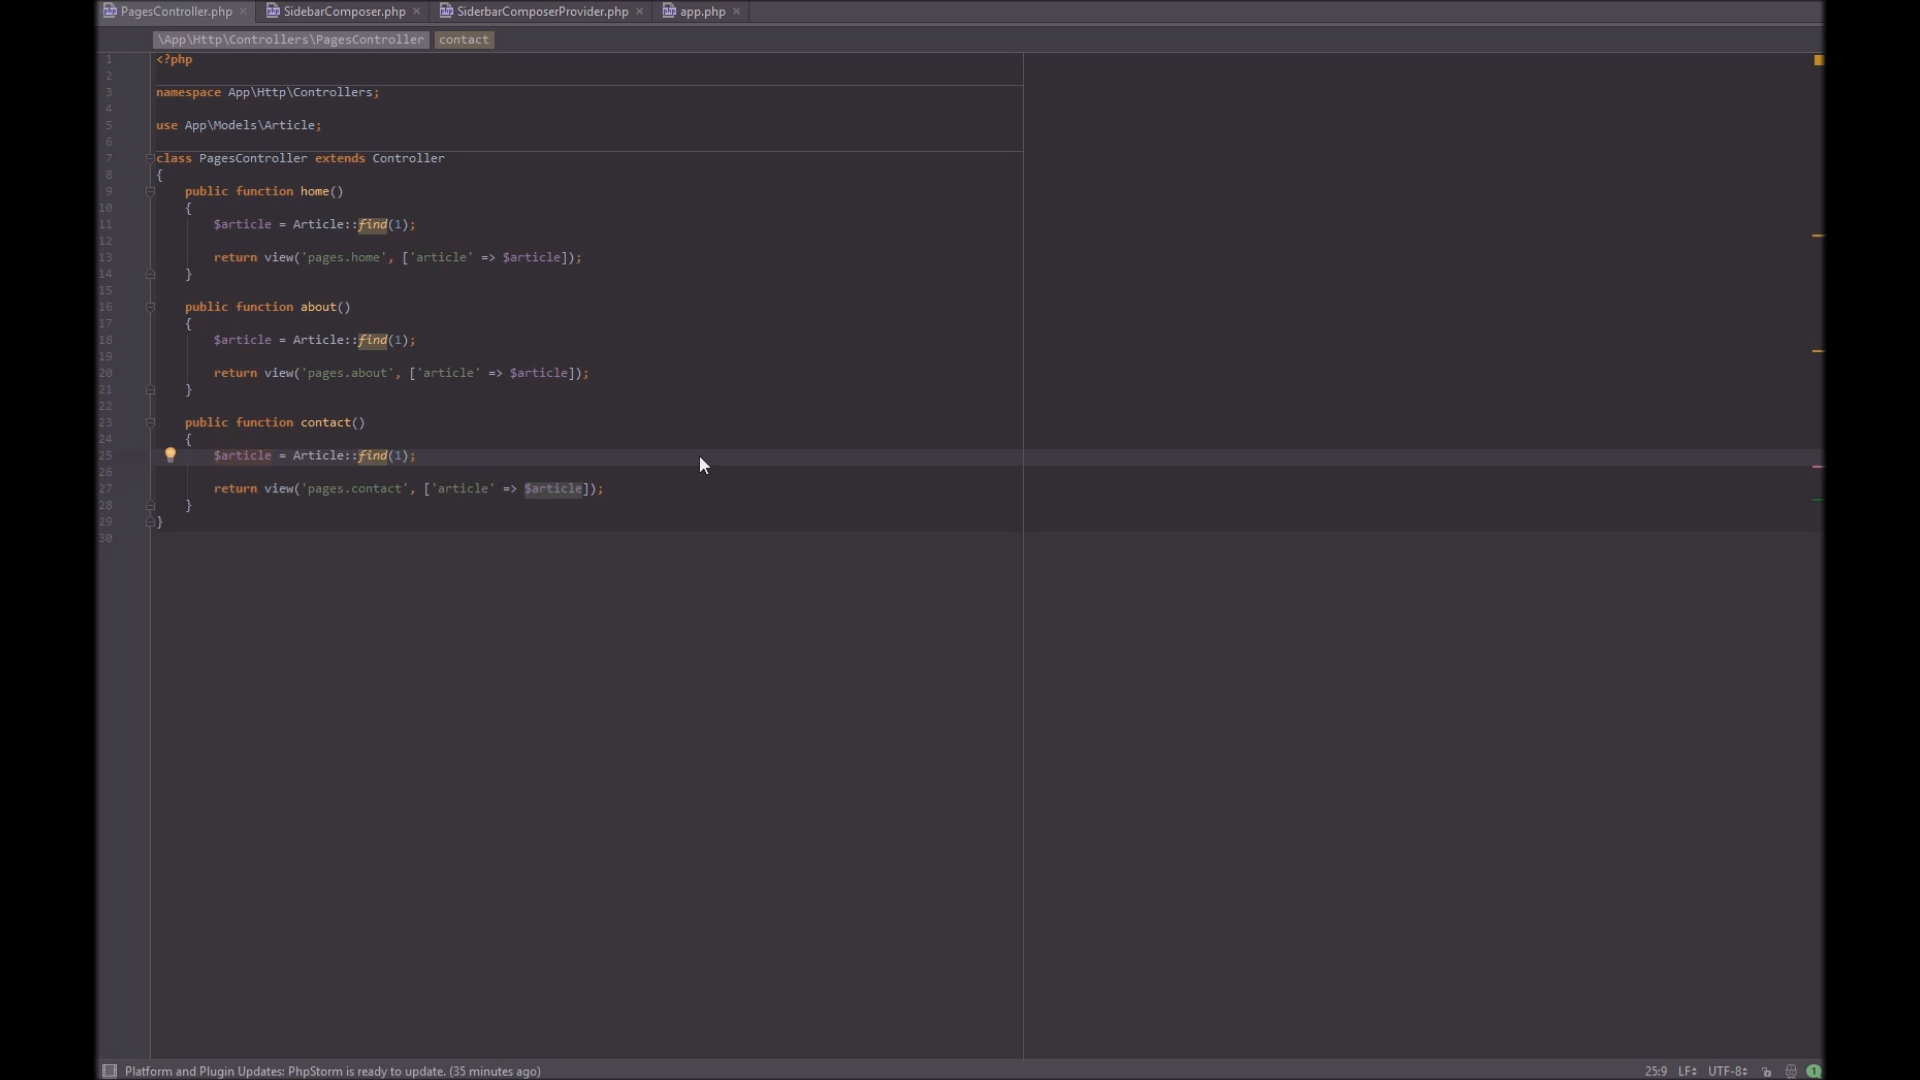 PagesController.php SidebarComposer.php SiderbarComposerProvider.php app.php
\App\Http\Controllers\PagesController contact
1 <?php
2
3 namespace App\Http\Controllers;
4
5 use App\Models\Article;
6
7 class PagesController extends Controller
8 {
9 public function home()
10 {
11 $article = Article::find(1);
12
13 return view('pages.home', ['article' => $article]);
14 }
15
16 public function about()
17 {
18 $article = Article::find(1);
19
20 return view('pages.about', ['article' => $article]);
21 }
22
23 public function contact()
24 {
25 $article = Article::find(1);
26
27 return view('pages.contact', ['article' => $article]);
28 }
29 }
30
Platform and Plugin Updates: PhpStorm is ready to update. (35 minutes ago) 25:9 LF UTF-8 1